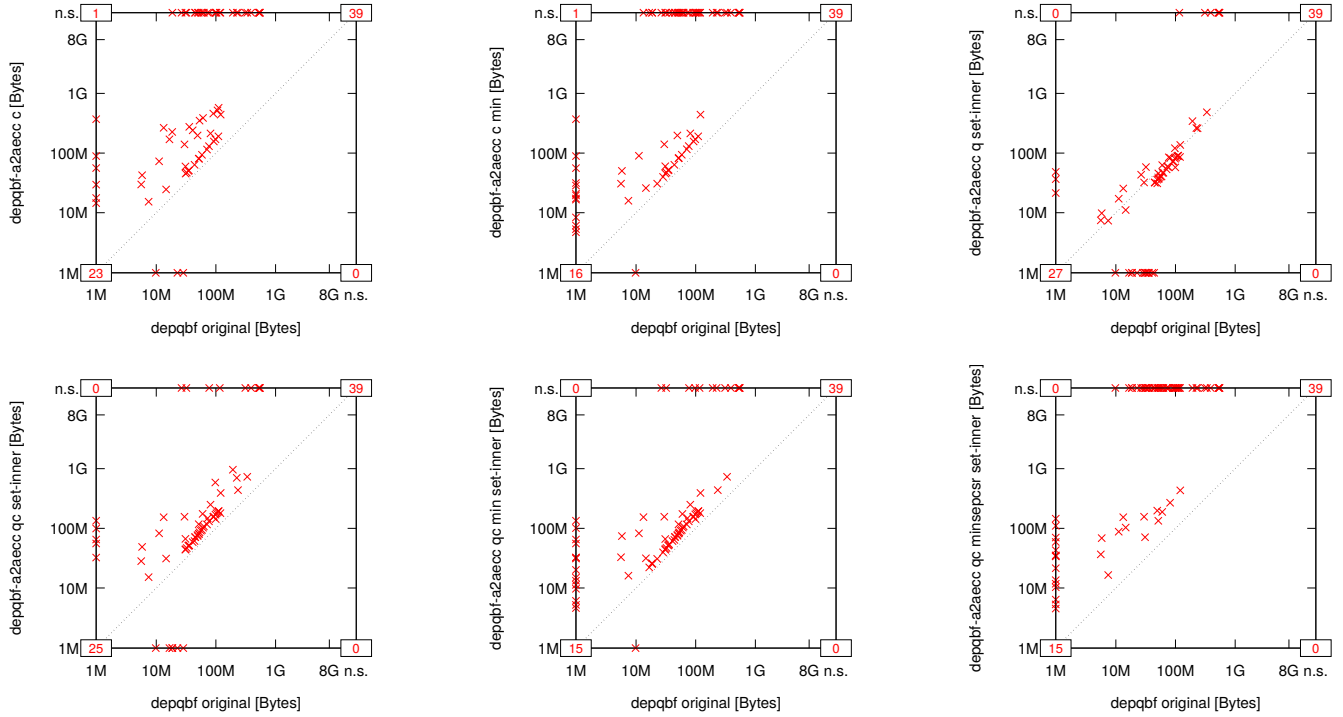 n.s. 1 39
8G
1G
100M
10M
1M 23 0
1M 10M 100M 1G 8G n.s.
depqbf original [Bytes]
depqbf-a2aecc c [Bytes]
n.s. 1 39
8G
1G
100M
10M
1M 16 0
1M 10M 100M 1G 8G n.s.
depqbf original [Bytes]
depqbf-a2aecc c min [Bytes]
n.s. 0 39
8G
1G
100M
10M
1M 27 0
1M 10M 100M 1G 8G n.s.
depqbf original [Bytes]
depqbf-a2aecc q set-inner [Bytes]
n.s. 0 39
8G
1G
100M
10M
1M 25 0
1M 10M 100M 1G 8G n.s.
depqbf original [Bytes]
depqbf-a2aecc qc set-inner [Bytes]
n.s. 0 39
8G
1G
100M
10M
1M 15 0
1M 10M 100M 1G 8G n.s.
depqbf original [Bytes]
depqbf-a2aecc qc min set-inner [Bytes]
n.s. 0 39
8G
1G
100M
10M
1M 15 0
1M 10M 100M 1G 8G n.s.
depqbf original [Bytes]
depqbf-a2aecc qc minsepcsr set-inner [Bytes]